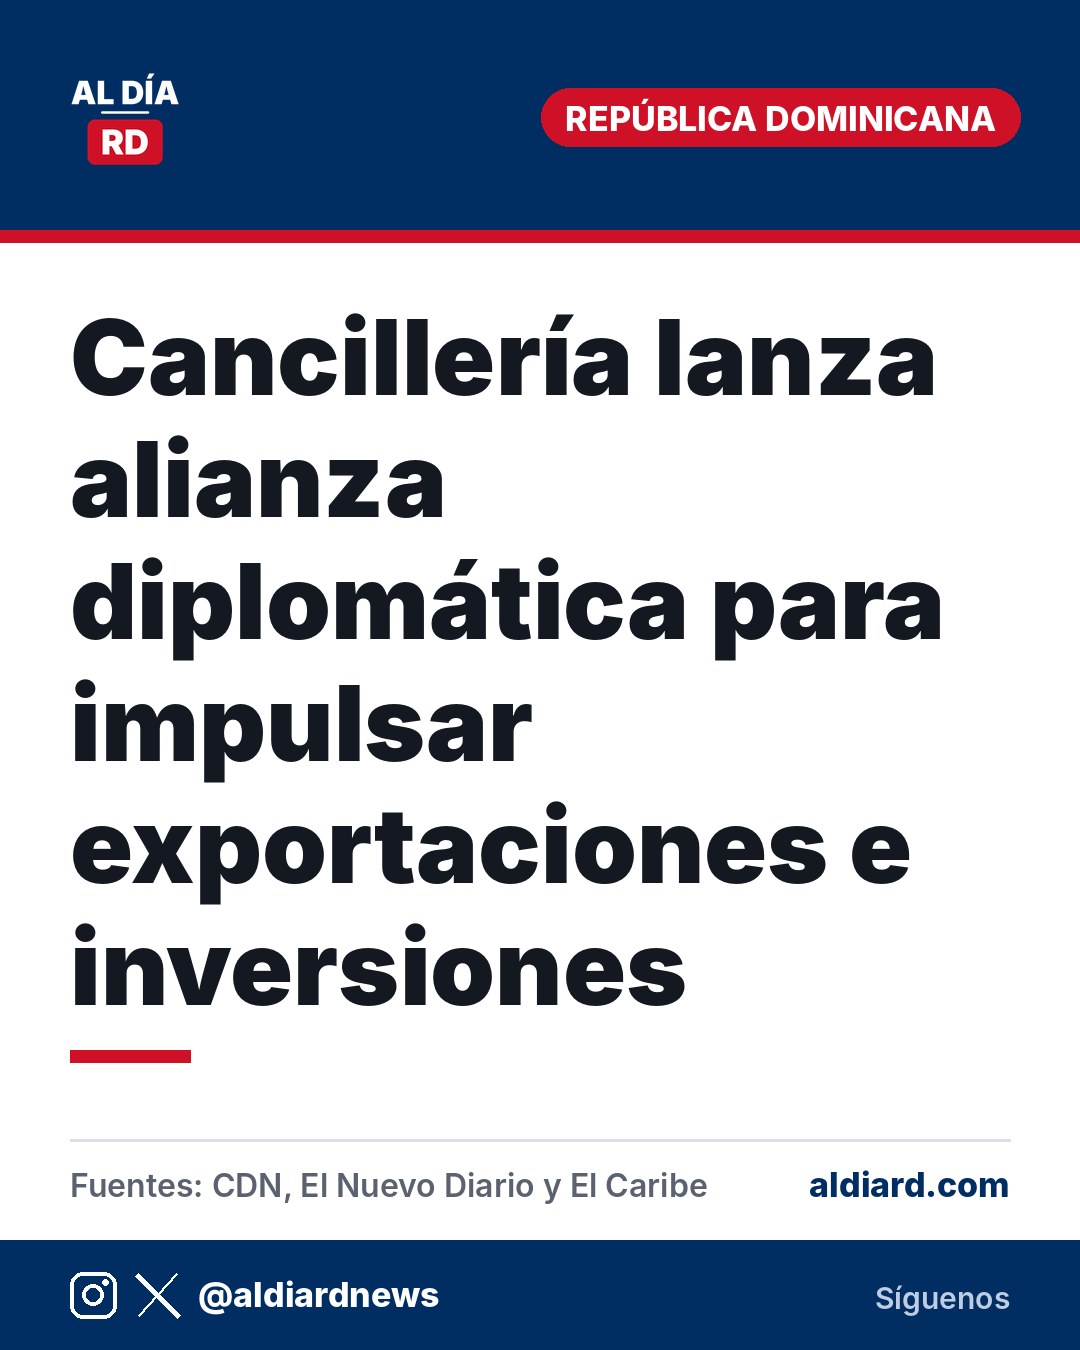 AL DÍA
RD
REPÚBLICA DOMINICANA
Cancillería lanza
alianza
diplomática para
impulsar
exportaciones e
inversiones
Fuentes: CDN, El Nuevo Diario y El Caribe
aldiard.com
@aldiardnews
Síguenos